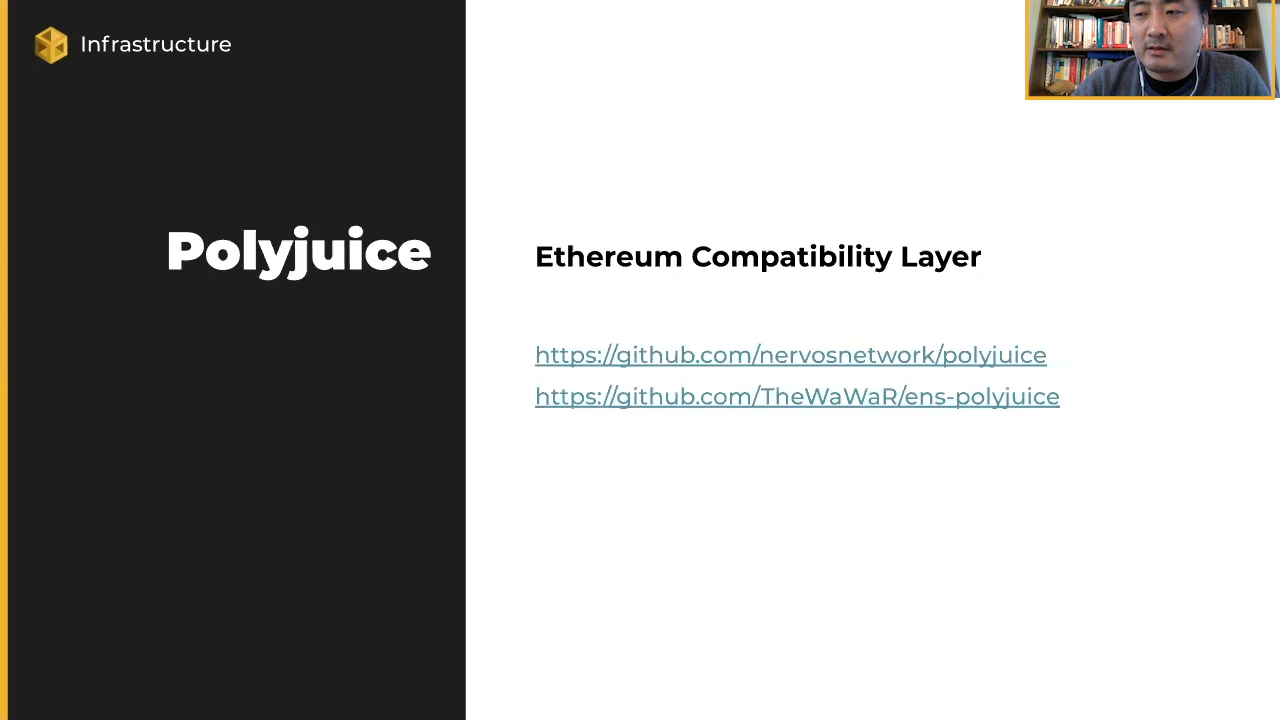 Infrastructure
Polyjuice
Ethereum Compatibility Layer
https://github.com/nervosnetwork/polyjuice
https://github.com/TheWaWaR/ens-polyjuice